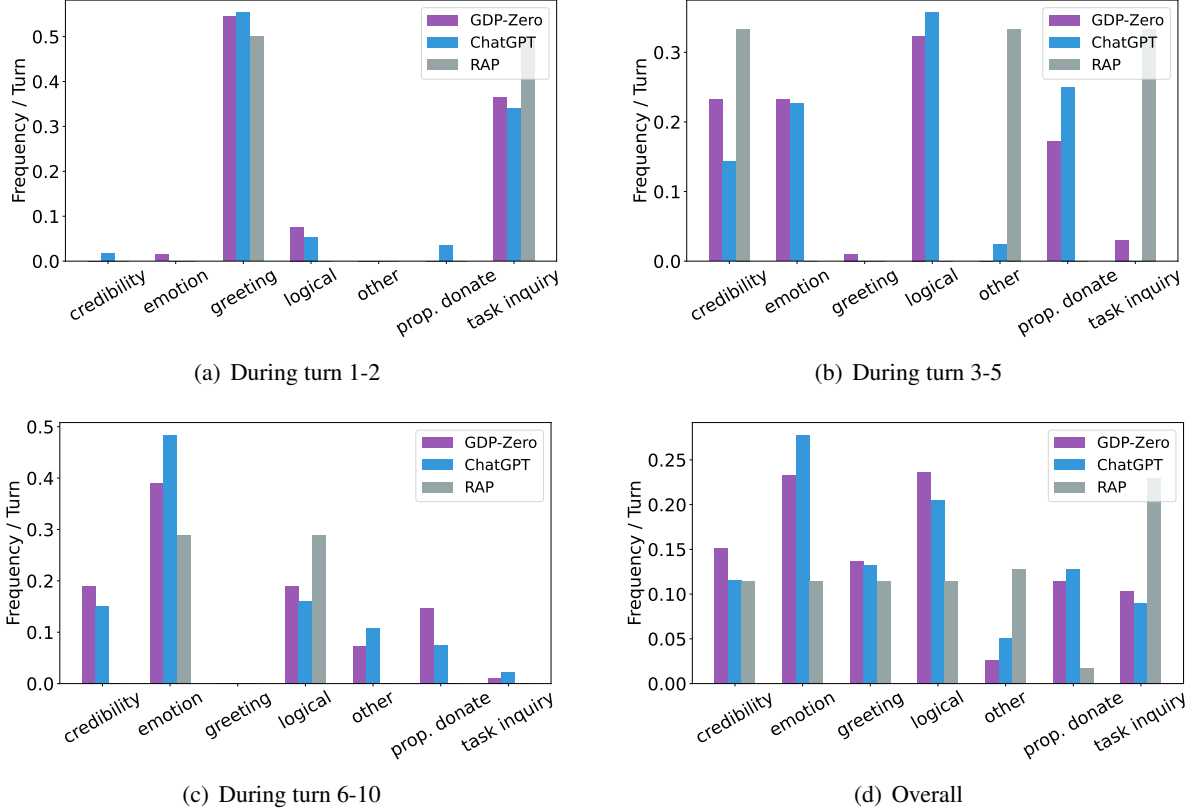 Frequency / Turn
0.5
0.4
0.3
0.2
0.1
0.0
GDP-Zero
ChatGPT
RAP
credibility
emotion
greeting
logical
other
prop. donate
task inquiry
(a) During turn 1-2
Frequency / Turn
0.3
0.2
0.1
0.0
GDP-Zero
ChatGPT
RAP
credibility
emotion
greeting
logical
other
prop. donate
task inquiry
(b) During turn 3-5
Frequency / Turn
0.5
0.4
0.3
0.2
0.1
0.0
GDP-Zero
ChatGPT
RAP
credibility
emotion
greeting
logical
other
prop. donate
task inquiry
(c) During turn 6-10
Frequency / Turn
0.25
0.20
0.15
0.10
0.05
0.00
GDP-Zero
ChatGPT
RAP
credibility
emotion
greeting
logical
other
prop. donate
task inquiry
(d) Overall